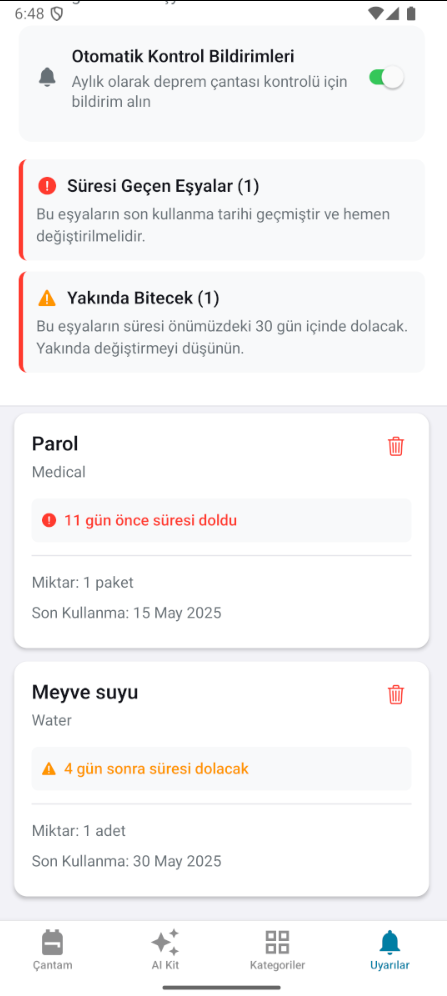 6:48
Otomatik Kontrol Bildirimleri
Aylık olarak deprem çantası kontrolü için
bildirim alın
Süresi Geçen Eşyalar (1)
Bu eşyaların son kullanma tarihi geçmiştir ve hemen
değiştirilmelidir.
Yakında Bitecek (1)
Bu eşyaların süresi önümüzdeki 30 gün içinde dolacak.
Yakında değiştirmeyi düşünün.
Parol
Medical
11 gün önce süresi doldu
Miktar: 1 paket
Son Kullanma: 15 May 2025
Meyve suyu
Water
4 gün sonra süresi dolacak
Miktar: 1 adet
Son Kullanma: 30 May 2025
Çantam
AI Kit
Kategoriler
Uyarılar